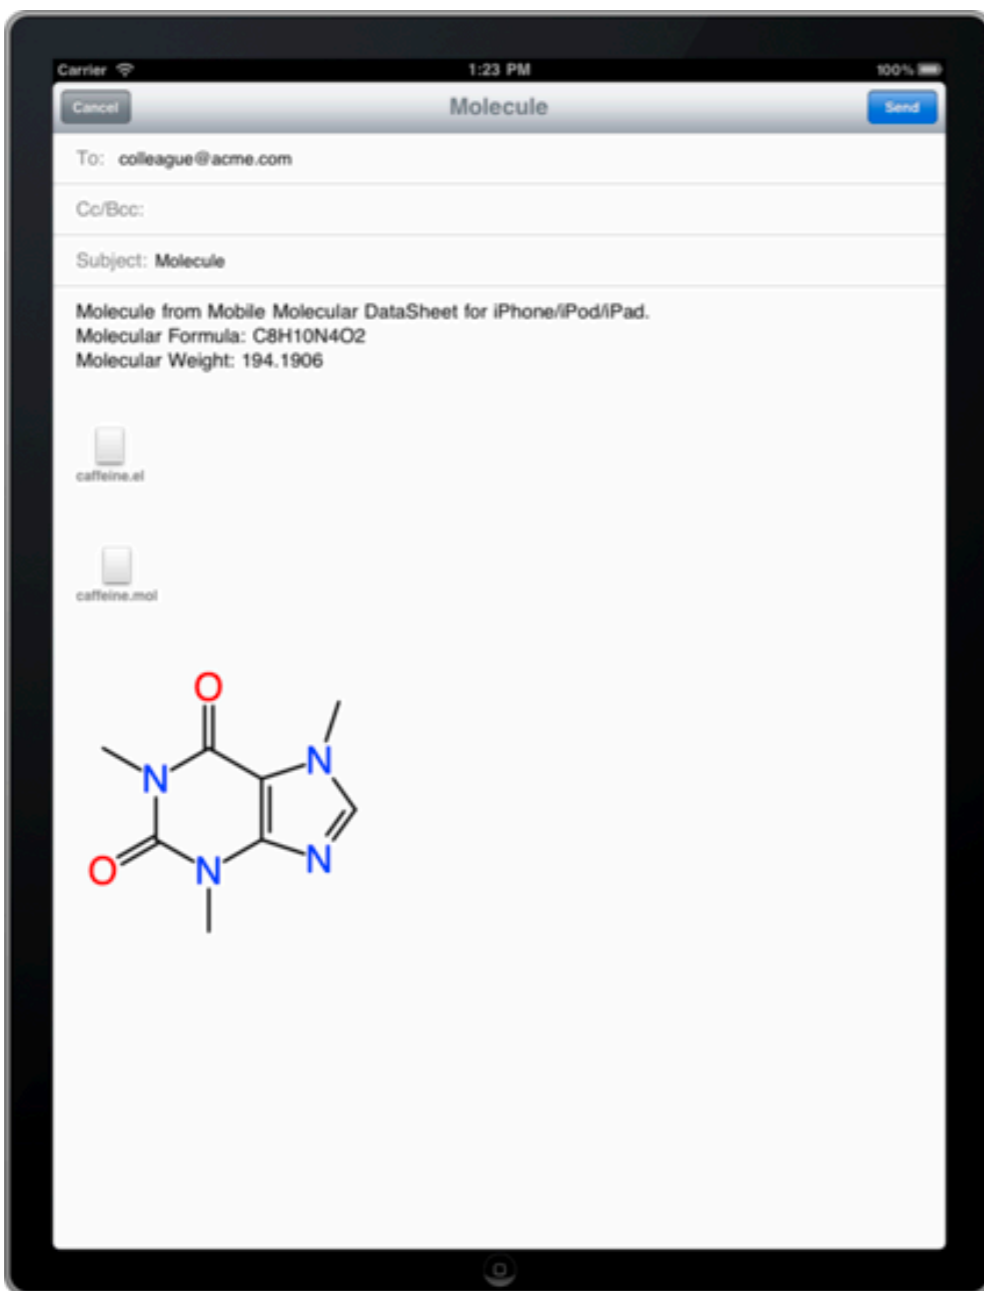 Carrier 1:23 PM 100%
Cancel Molecule Send
To: colleague@acme.com
Cc/Bcc:
Subject: Molecule
Molecule from Mobile Molecular DataSheet for iPhone/iPod/iPad.
Molecular Formula: C8H10N4O2
Molecular Weight: 194.1906
caffeine.el
caffeine.mol
O
N
N
O
N
N